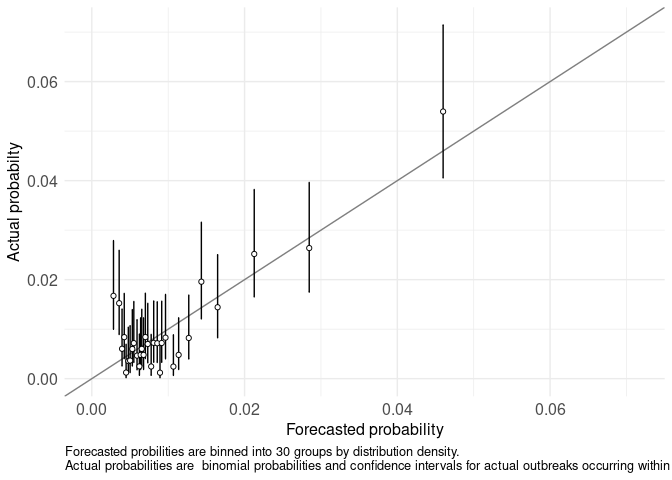 0.06
0.04
0.02
0.00
Actual probabilty
0.00 0.02 0.04 0.06
Forecasted probability
Forecasted probilities are binned into 30 groups by distribution density.
Actual probabilities are  binomial probabilities and confidence intervals for actual outbreaks occurring within